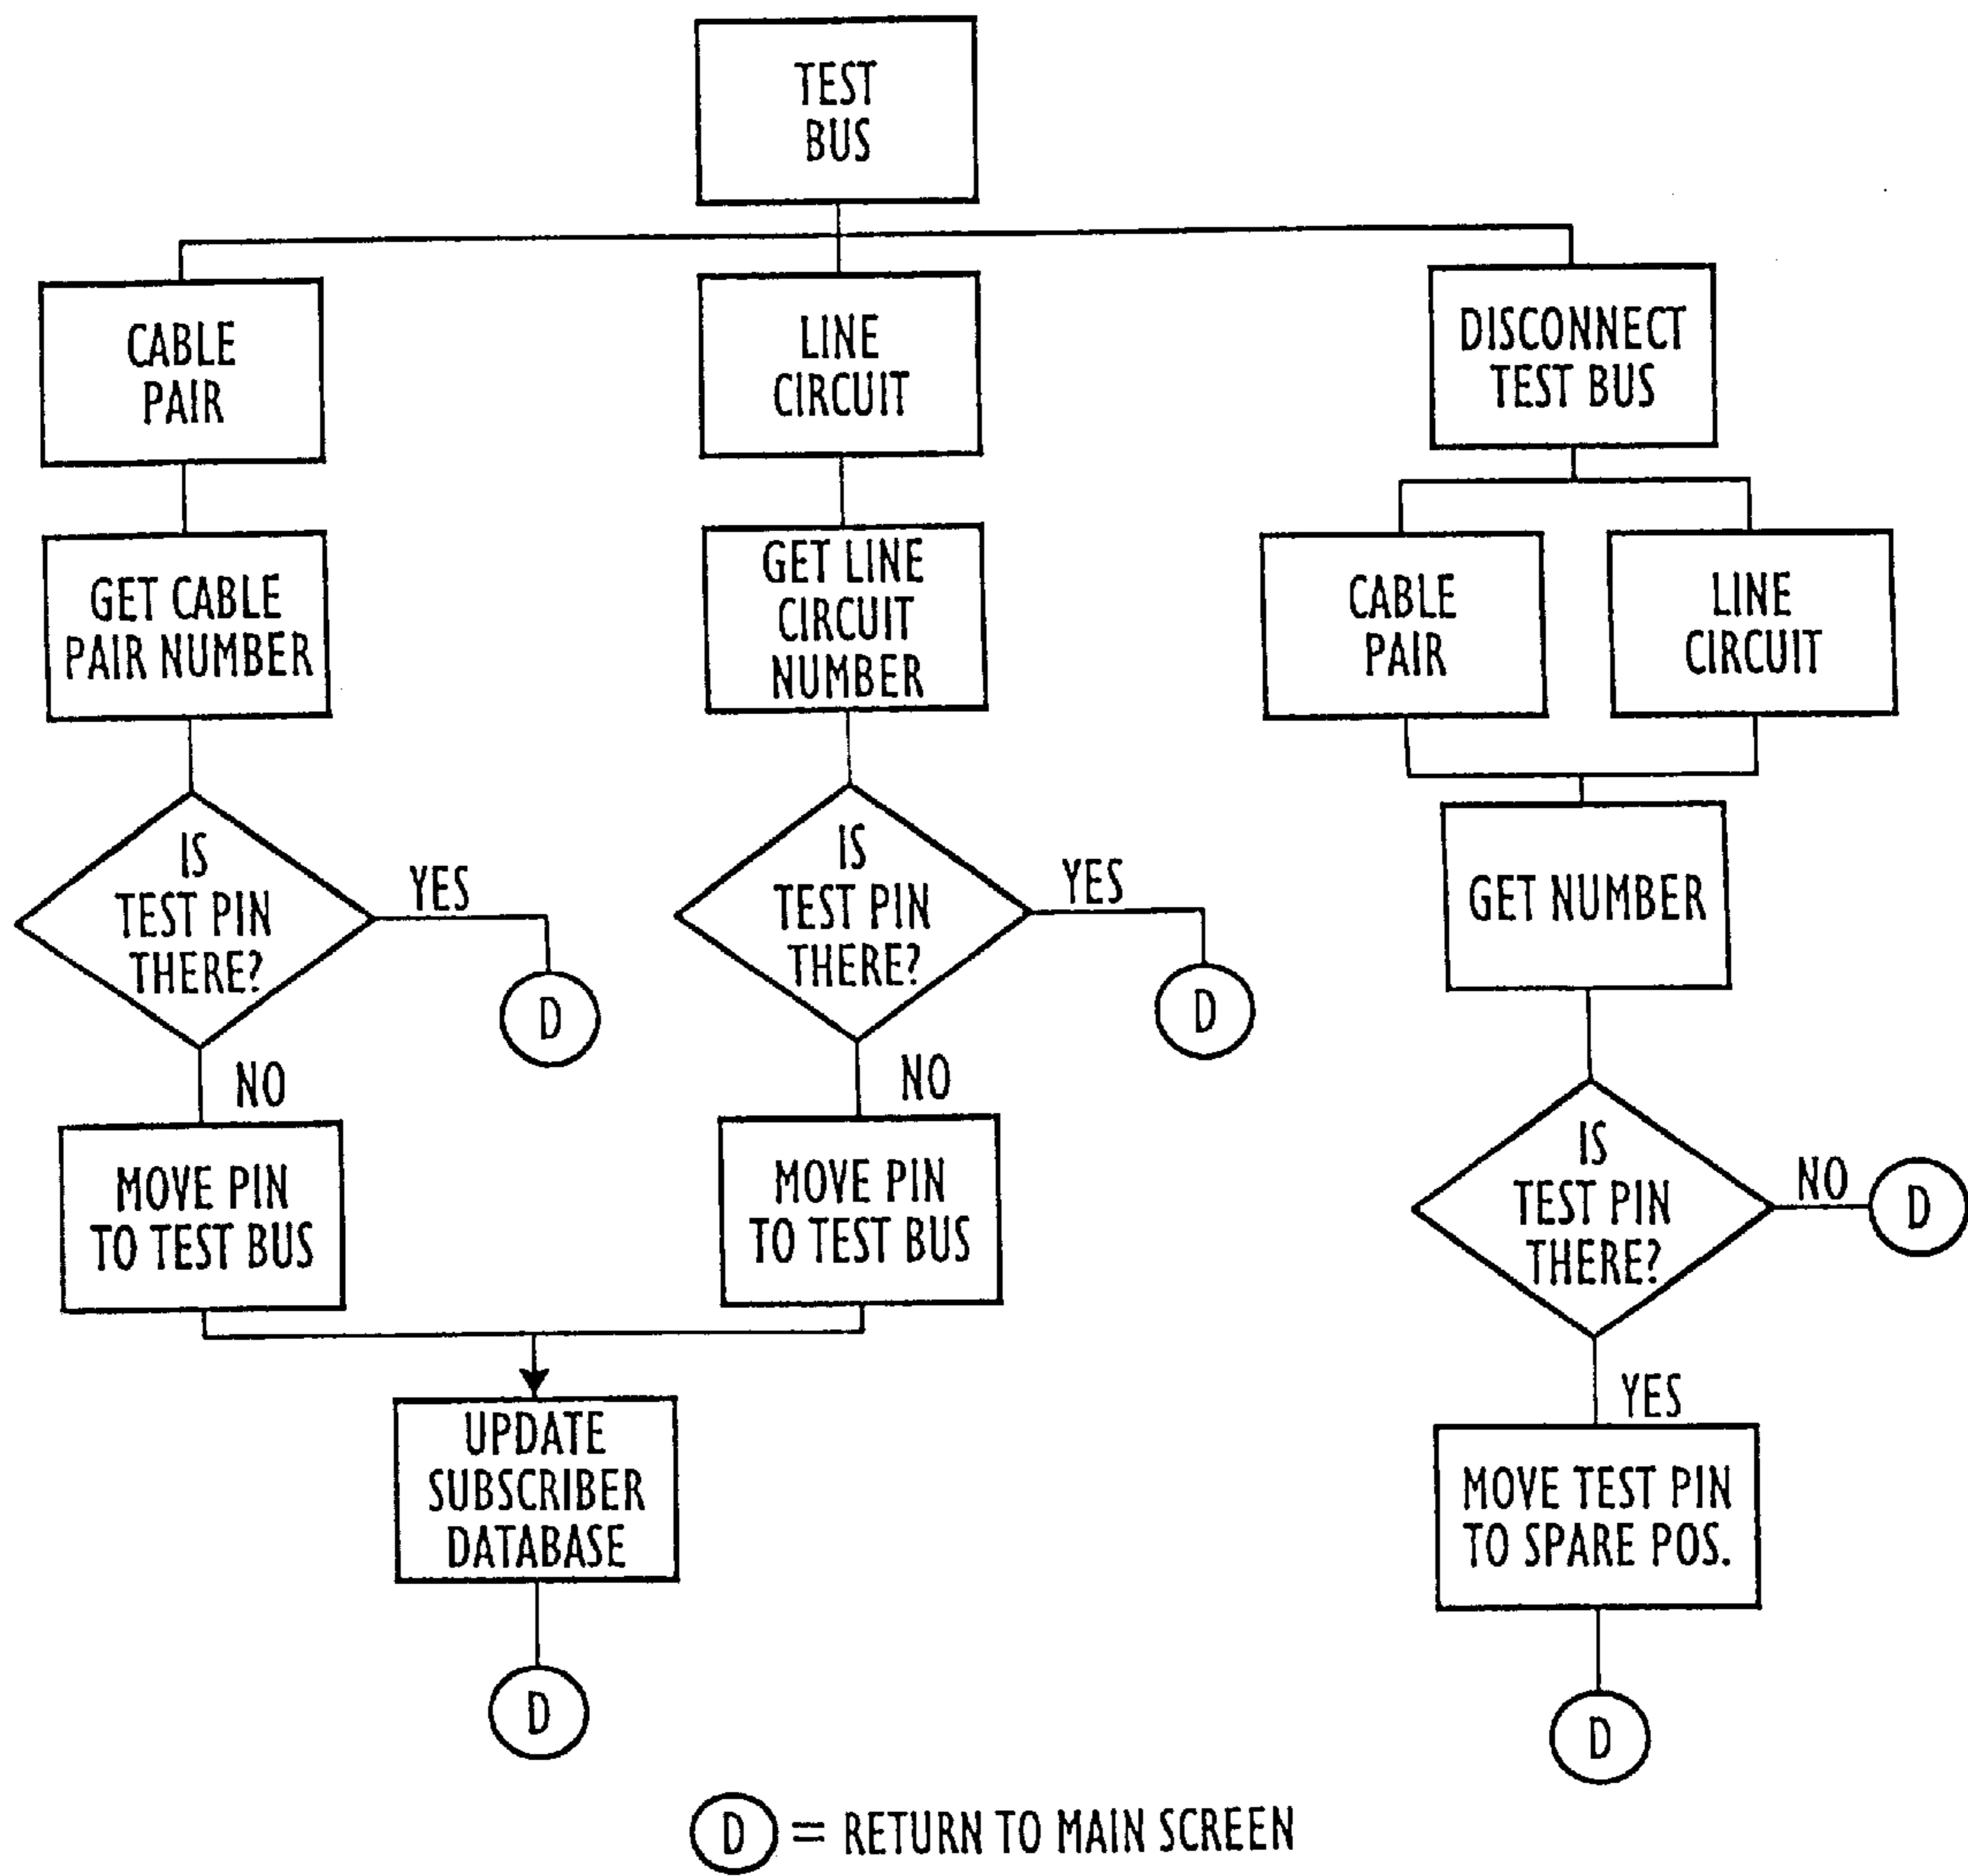 TEST
BUS
CABLE
PAIR
LINE
CIRCUIT
DISCONNECT
TEST BUS
GET CABLE
PAIR NUMBER
GET LINE
CIRCUIT
NUMBER
CABLE
PAIR
LINE
CIRCUIT
IS
TEST PIN
THERE?
YES
D
NO
IS
TEST PIN
THERE?
YES
D
NO
GET NUMBER
MOVE PIN
TO TEST BUS
MOVE PIN
TO TEST BUS
IS
TEST PIN
THERE?
NO
D
YES
UPDATE
SUBSCRIBER
DATABASE
MOVE TEST PIN
TO SPARE POS.
D
D
D = RETURN TO MAIN SCREEN